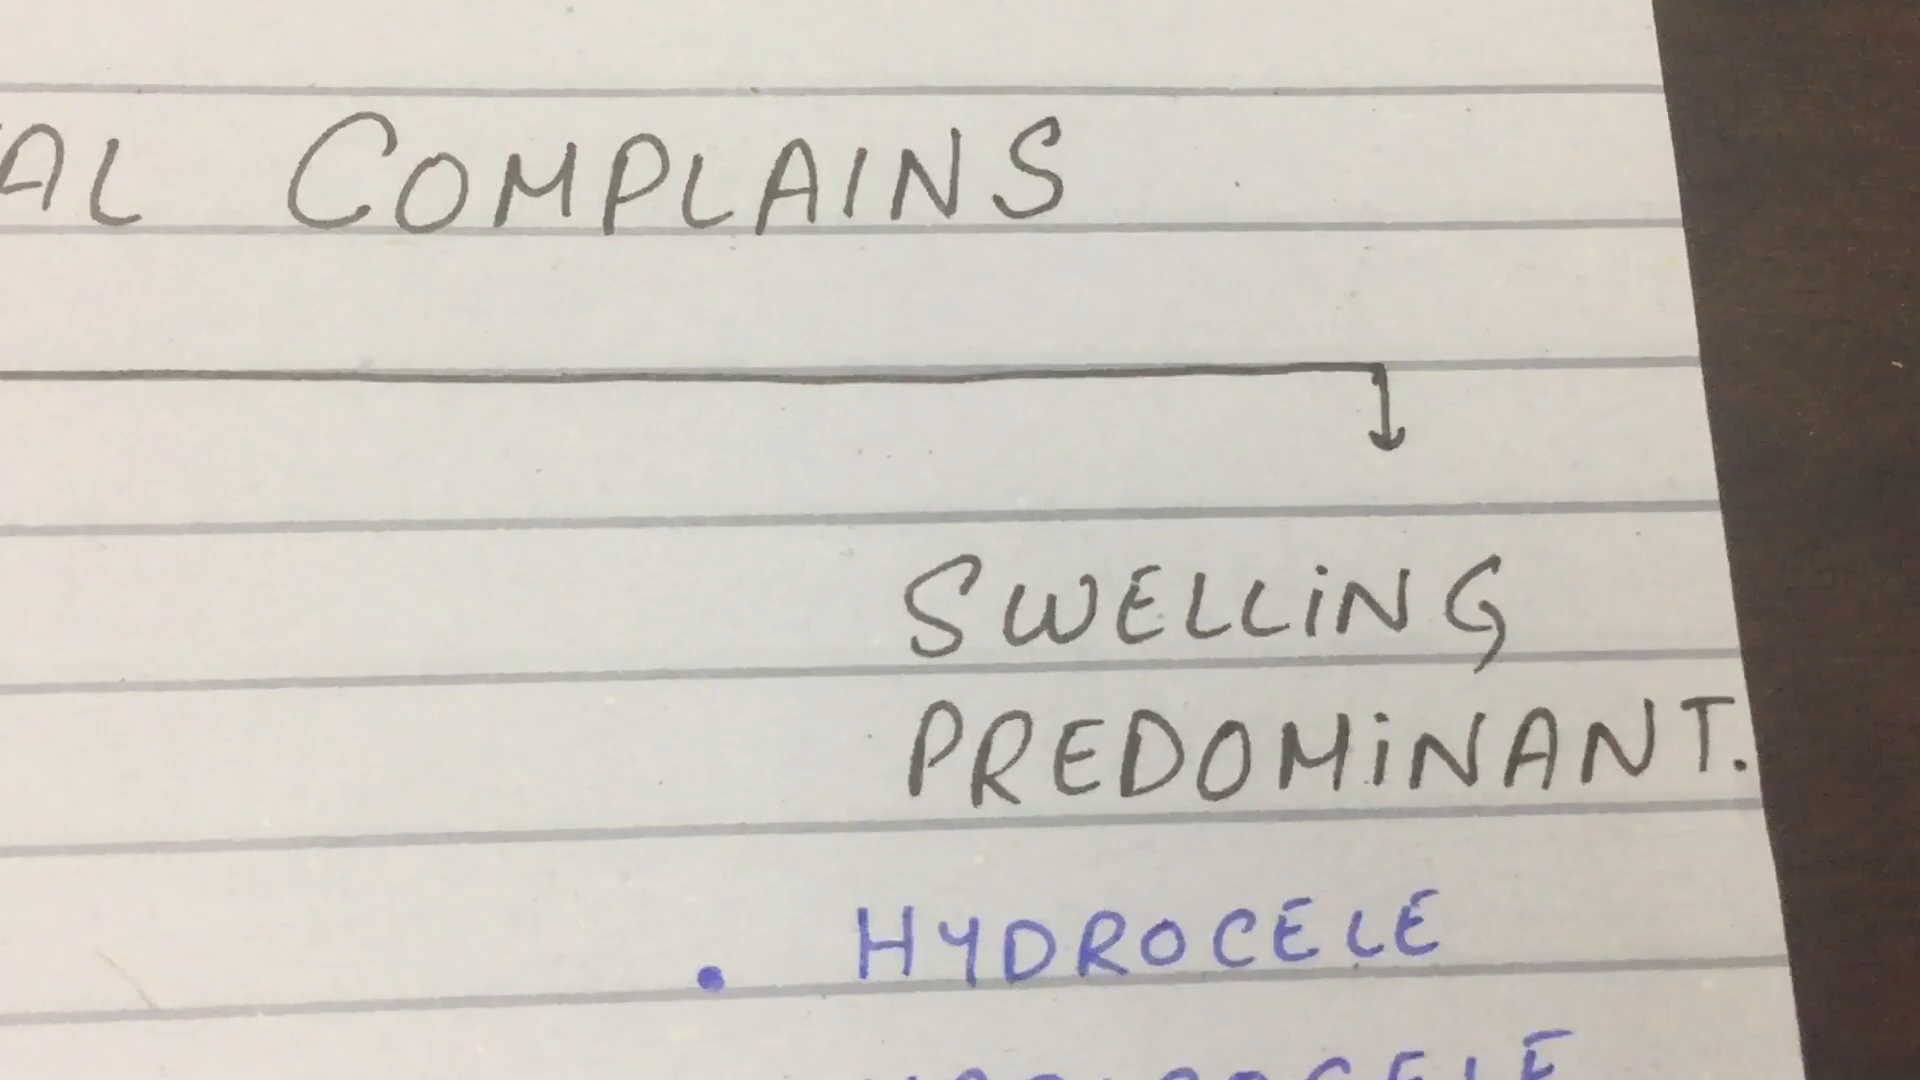 AL COMPLAINS
SWELLiNG
PREDOMiNANT.
. HYDROCELE